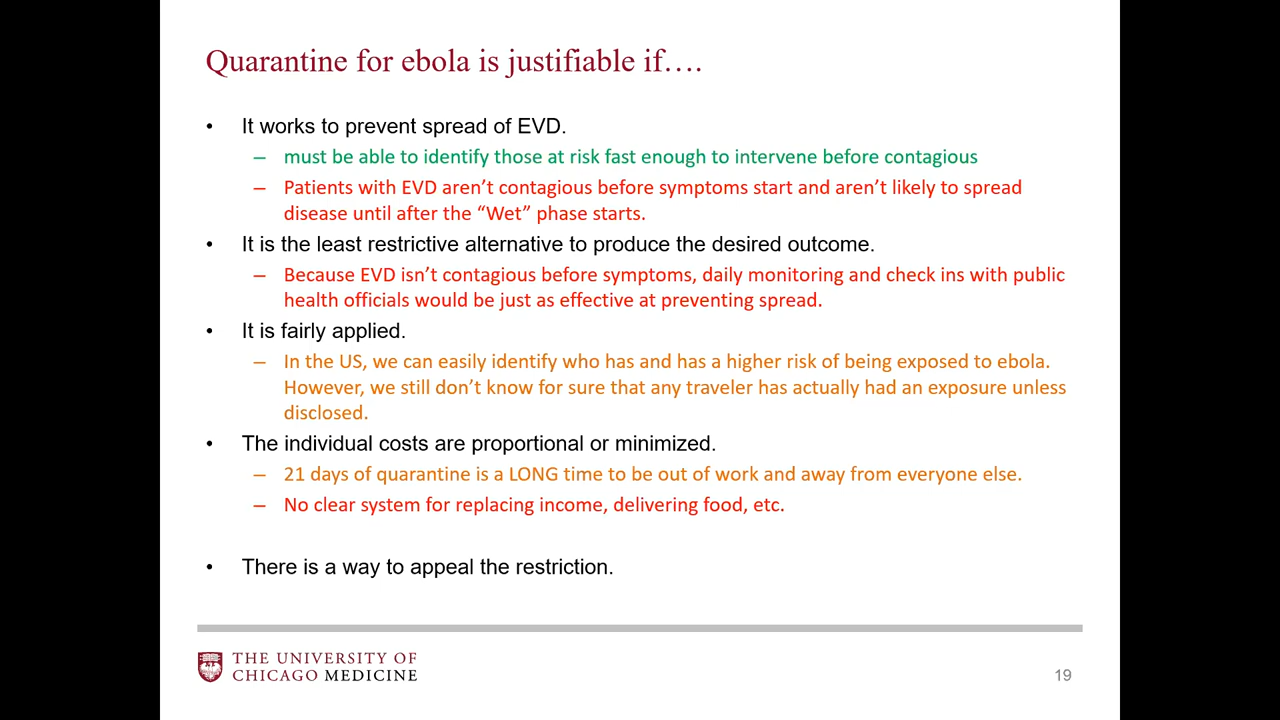 Quarantine for ebola is justifiable if….
• It works to prevent spread of EVD.
– must be able to identify those at risk fast enough to intervene before contagious
– Patients with EVD aren’t contagious before symptoms start and aren’t likely to spread
disease until after the “Wet” phase starts.
• It is the least restrictive alternative to produce the desired outcome.
– Because EVD isn’t contagious before symptoms, daily monitoring and check ins with public
health officials would be just as effective at preventing spread.
• It is fairly applied.
– In the US, we can easily identify who has and has a higher risk of being exposed to ebola.
However, we still don’t know for sure that any traveler has actually had an exposure unless
disclosed.
• The individual costs are proportional or minimized.
– 21 days of quarantine is a LONG time to be out of work and away from everyone else.
– No clear system for replacing income, delivering food, etc.
• There is a way to appeal the restriction.
THE UNIVERSITY OF
CHICAGO MEDICINE
19